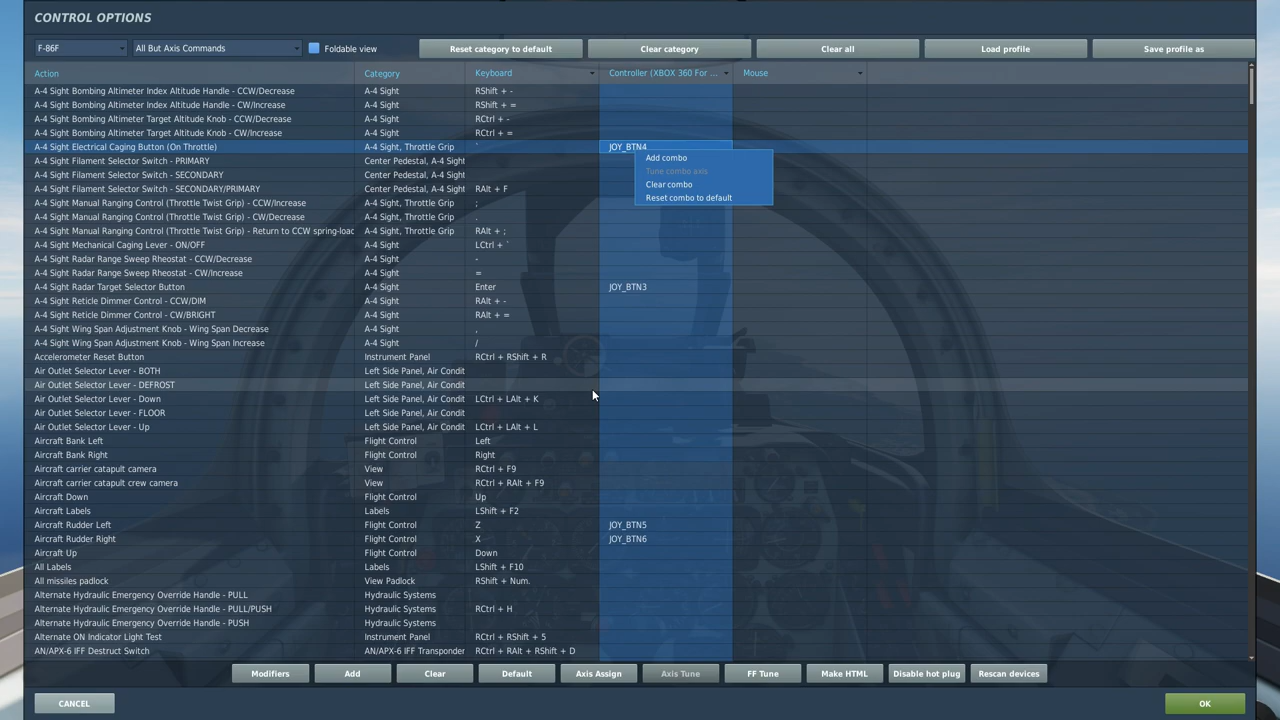 CONTROL OPTIONS
F-86F All But Axis Commands Foldable view Reset category to default Clear category Clear all Load profile Save profile as
Action Category Keyboard Controller (XBOX 360 For ... Mouse
A-4 Sight Bombing Altimeter Index Altitude Handle - CCW/Decrease A-4 Sight RShift + -
A-4 Sight Bombing Altimeter Index Altitude Handle - CW/Increase A-4 Sight RShift + =
A-4 Sight Bombing Altimeter Target Altitude Knob - CCW/Decrease A-4 Sight RCtrl + -
A-4 Sight Bombing Altimeter Target Altitude Knob - CW/Increase A-4 Sight RCtrl + =
A-4 Sight Electrical Caging Button (On Throttle) A-4 Sight, Throttle Grip ` JOY_BTN4
Add combo
A-4 Sight Filament Selector Switch - PRIMARY Center Pedestal, A-4 Sight
Tune combo axis
A-4 Sight Filament Selector Switch - SECONDARY Center Pedestal, A-4 Sight
Clear combo
A-4 Sight Filament Selector Switch - SECONDARY/PRIMARY Center Pedestal, A-4 Sight RAlt + F
Reset combo to default
A-4 Sight Manual Ranging Control (Throttle Twist Grip) - CCW/Increase A-4 Sight, Throttle Grip ;
A-4 Sight Manual Ranging Control (Throttle Twist Grip) - CW/Decrease A-4 Sight, Throttle Grip .
A-4 Sight Manual Ranging Control (Throttle Twist Grip) - Return to CCW spring-load A-4 Sight, Throttle Grip RAlt + ;
A-4 Sight Mechanical Caging Lever - ON/OFF A-4 Sight LCtrl + `
A-4 Sight Radar Range Sweep Rheostat - CCW/Decrease A-4 Sight -
A-4 Sight Radar Range Sweep Rheostat - CW/Increase A-4 Sight =
A-4 Sight Radar Target Selector Button A-4 Sight Enter JOY_BTN3
A-4 Sight Reticle Dimmer Control - CCW/DIM A-4 Sight RAlt + -
A-4 Sight Reticle Dimmer Control - CW/BRIGHT A-4 Sight RAlt + =
A-4 Sight Wing Span Adjustment Knob - Wing Span Decrease A-4 Sight ,
A-4 Sight Wing Span Adjustment Knob - Wing Span Increase A-4 Sight /
Accelerometer Reset Button Instrument Panel RCtrl + RShift + R
Air Outlet Selector Lever - BOTH Left Side Panel, Air Condit
Air Outlet Selector Lever - DEFROST Left Side Panel, Air Condit
Air Outlet Selector Lever - Down Left Side Panel, Air Condit LCtrl + LAlt + K
Air Outlet Selector Lever - FLOOR Left Side Panel, Air Condit
Air Outlet Selector Lever - Up Left Side Panel, Air Condit LCtrl + LAlt + L
Aircraft Bank Left Flight Control Left
Aircraft Bank Right Flight Control Right
Aircraft carrier catapult camera View RCtrl + F9
Aircraft carrier catapult crew camera View RCtrl + RAlt + F9
Aircraft Down Flight Control Up
Aircraft Labels Labels LShift + F2
Aircraft Rudder Left Flight Control Z JOY_BTN5
Aircraft Rudder Right Flight Control X JOY_BTN6
Aircraft Up Flight Control Down
All Labels Labels LShift + F10
All missiles padlock View Padlock RShift + Num.
Alternate Hydraulic Emergency Override Handle - PULL Hydraulic Systems
Alternate Hydraulic Emergency Override Handle - PULL/PUSH Hydraulic Systems RCtrl + H
Alternate Hydraulic Emergency Override Handle - PUSH Hydraulic Systems
Alternate ON Indicator Light Test Instrument Panel RCtrl + RShift + 5
AN/APX-6 IFF Destruct Switch AN/APX-6 IFF Transponder RCtrl + RAlt + RShift + D
Modifiers Add Clear Default Axis Assign Axis Tune FF Tune Make HTML Disable hot plug Rescan devices
CANCEL OK